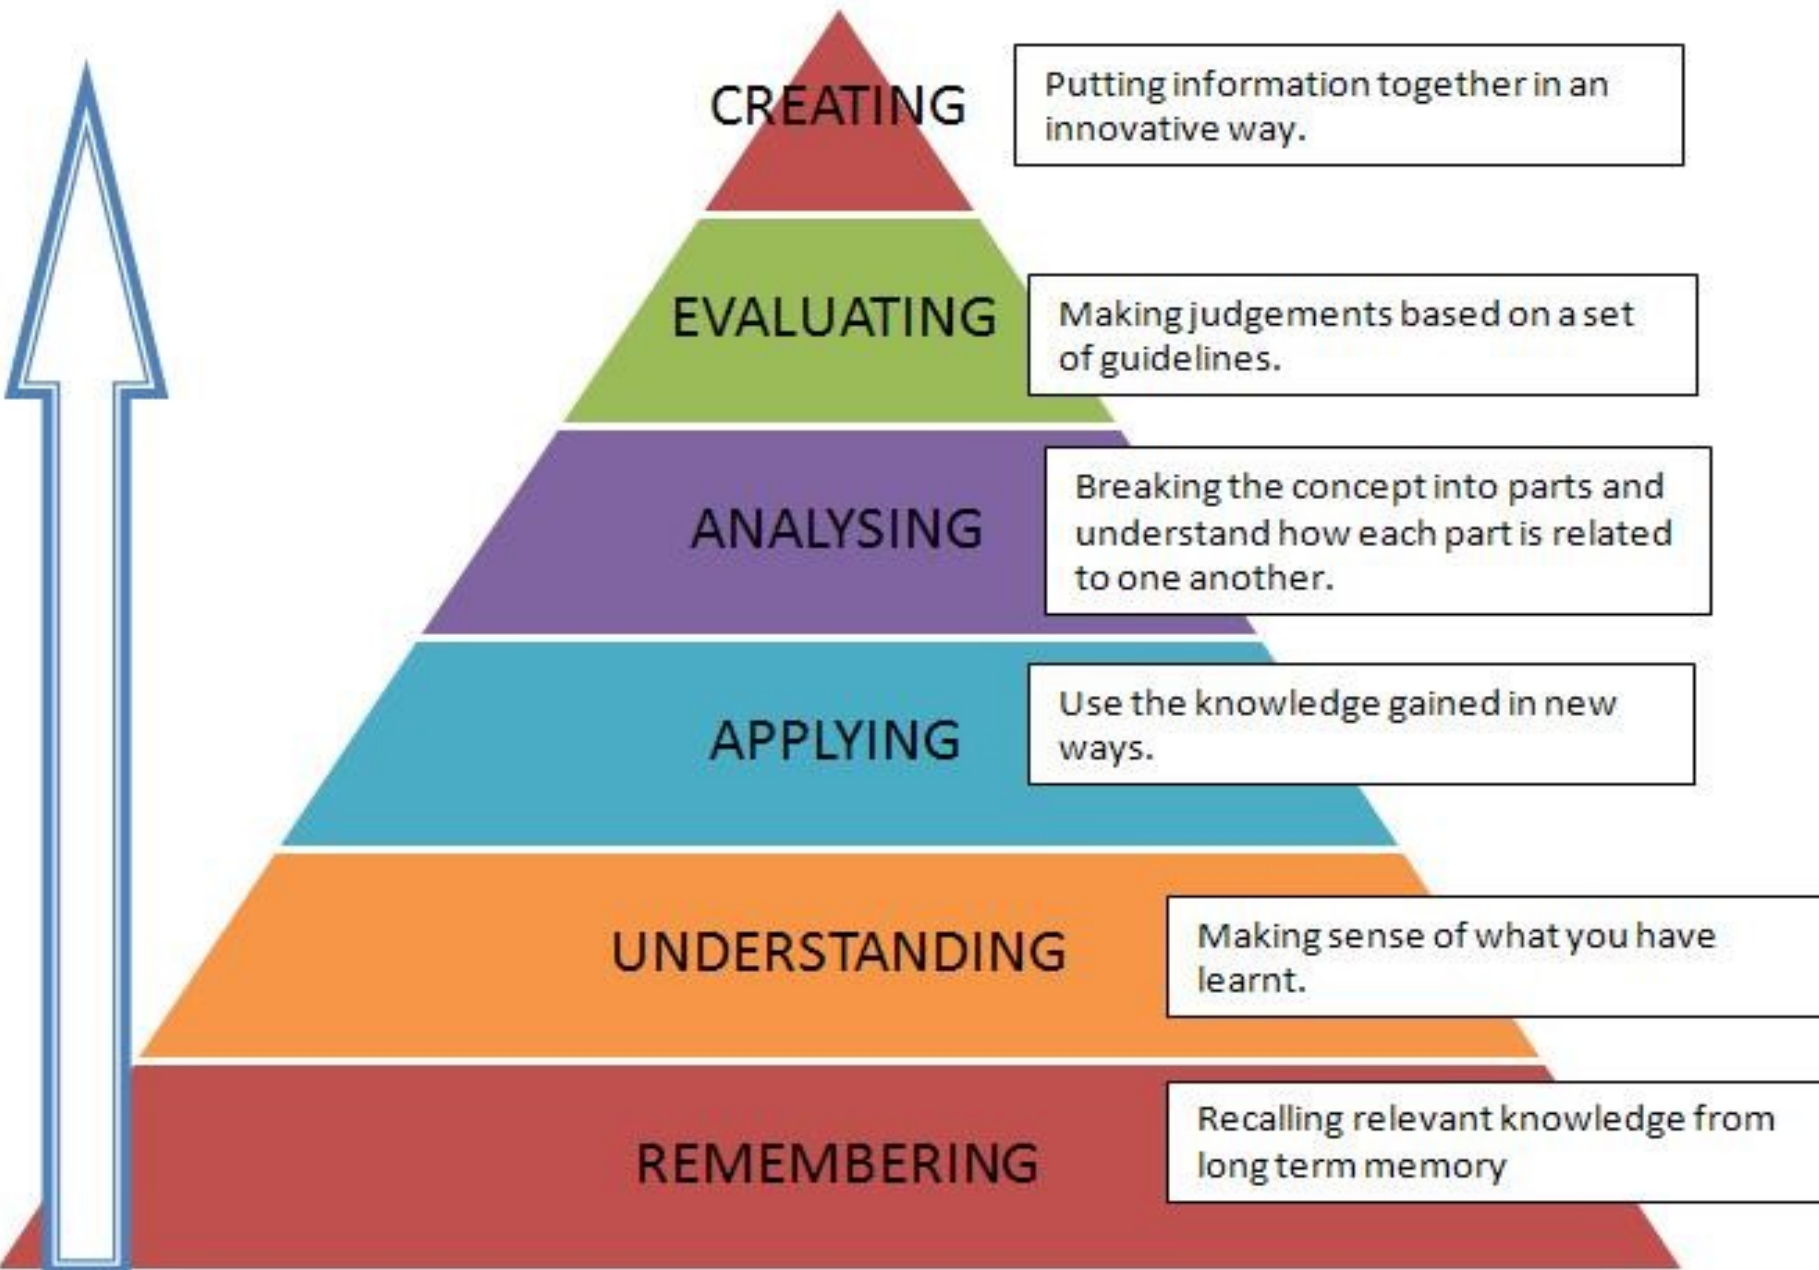 CREATING
Putting information together in an
innovative way.
EVALUATING
Making judgements based on a set
of guidelines.
ANALYSING
Breaking the concept into parts and
understand how each part is related
to one another.
APPLYING
Use the knowledge gained in new
ways.
UNDERSTANDING
Making sense of what you have
learnt.
REMEMBERING
Recalling relevant knowledge from
long term memory